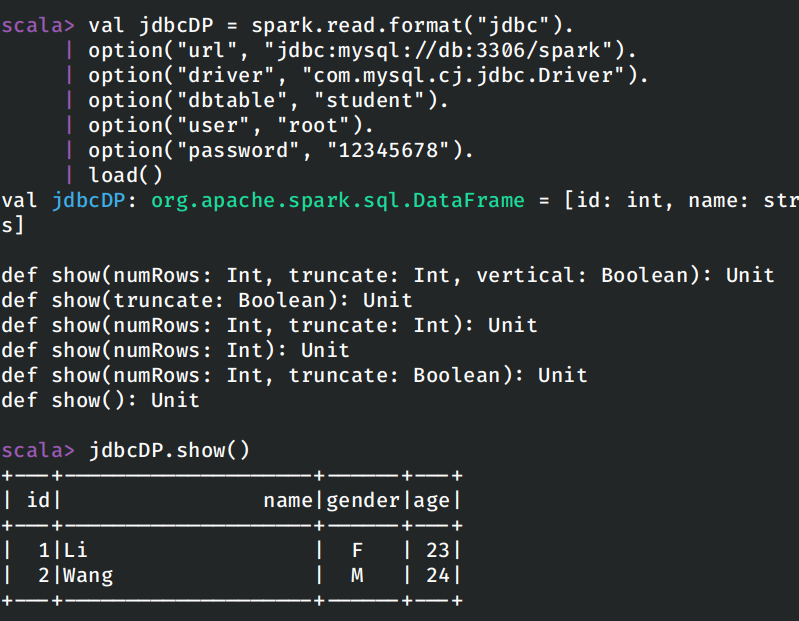 scala> val jdbcDP = spark.read.format("jdbc").
     | option("url", "jdbc:mysql://db:3306/spark").
     | option("driver", "com.mysql.cj.jdbc.Driver").
     | option("dbtable", "student").
     | option("user", "root").
     | option("password", "12345678").
     | load()
val jdbcDP: org.apache.spark.sql.DataFrame = [id: int, name: str
s]

def show(numRows: Int, truncate: Int, vertical: Boolean): Unit
def show(truncate: Boolean): Unit
def show(numRows: Int, truncate: Int): Unit
def show(numRows: Int): Unit
def show(numRows: Int, truncate: Boolean): Unit
def show(): Unit

scala> jdbcDP.show()
+---+--------------------+------+---+
| id|                name|gender|age|
+---+--------------------+------+---+
|  1|Li                  |  F   | 23|
|  2|Wang                |  M   | 24|
+---+--------------------+------+---+